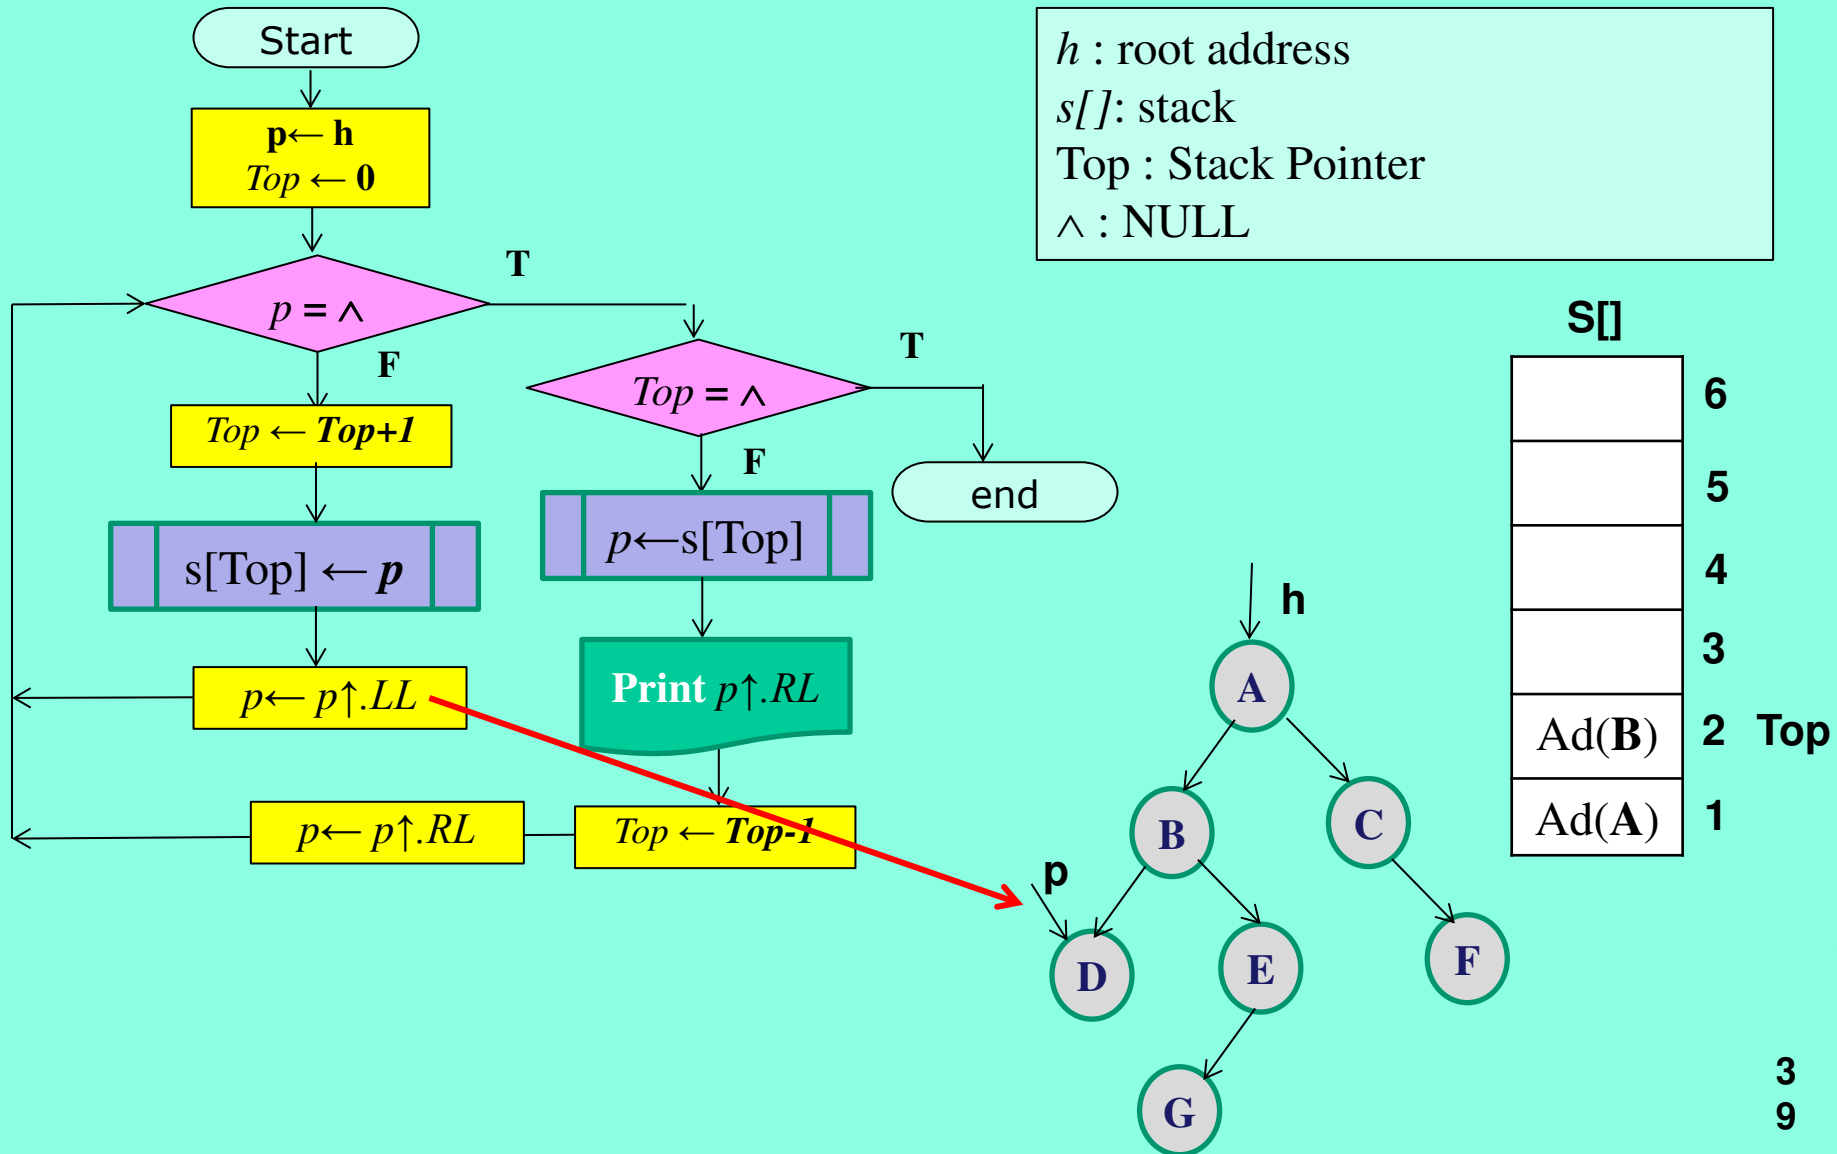 Start
p← h
Top ← 0
p = ∧
T
F
Top ← Top+1
s[Top] ← p
p← p↑.LL
p← p↑.RL
Top = ∧
T
F
end
p←s[Top]
Print p↑.RL
Top ← Top-1
h : root address
s[]: stack
Top : Stack Pointer
∧ : NULL
S[]
6
5
4
3
Ad(B) 2 Top
Ad(A) 1
h
A
B
C
p
D
E
F
G
3
9